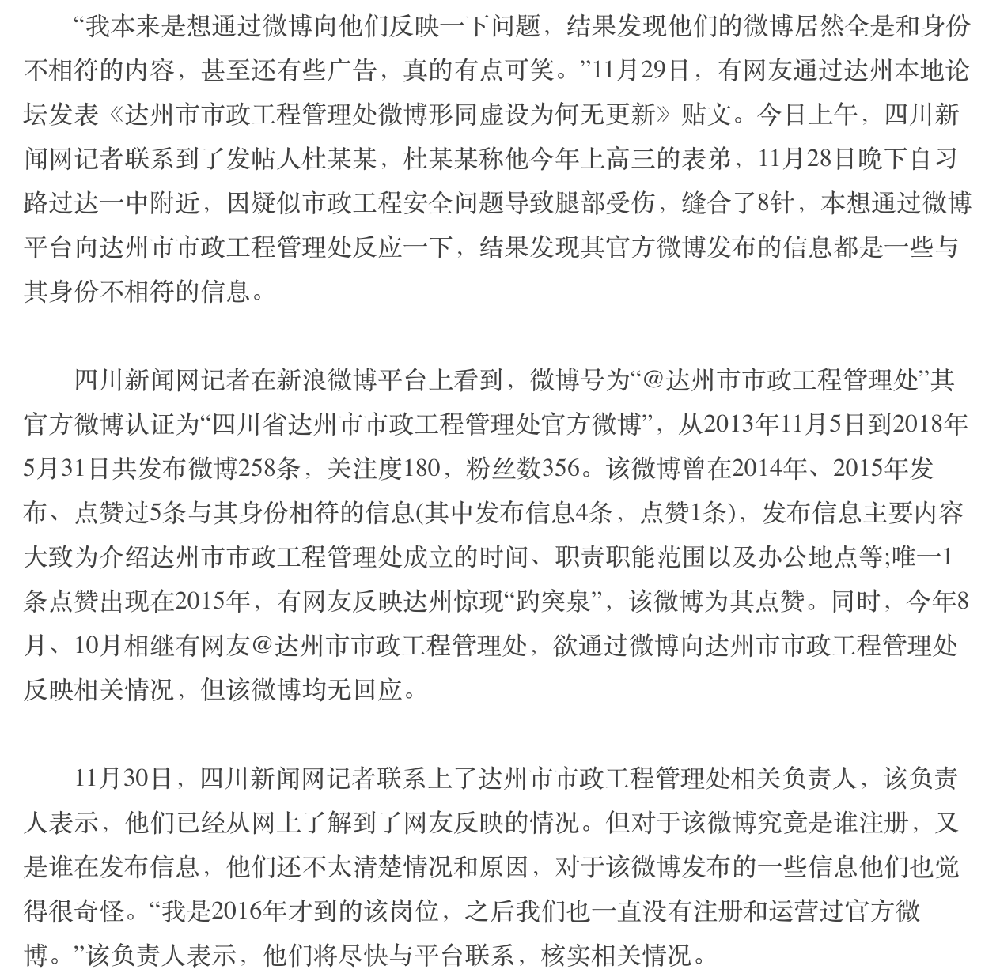 “我本来是想通过微博向他们反映一下问题，结果发现他们的微博居然全是和身份
不相符的内容，甚至还有些广告，真的有点可笑。”11月29日，有网友通过达州本地论
坛发表《达州市市政工程管理处微博形同虚设为何无更新》贴文。今日上午，四川新
闻网记者联系到了发帖人杜某某，杜某某称他今年上高三的表弟，11月28日晚下自习
路过达一中附近，因疑似市政工程安全问题导致腿部受伤，缝合了8针，本想通过微博
平台向达州市市政工程管理处反应一下，结果发现其官方微博发布的信息都是一些与
其身份不相符的信息。
四川新闻网记者在新浪微博平台上看到，微博号为“@达州市市政工程管理处”其
官方微博认证为“四川省达州市市政工程管理处官方微博”，从2013年11月5日到2018年
5月31日共发布微博258条，关注度180，粉丝数356。该微博曾在2014年、2015年发
布、点赞过5条与其身份相符的信息(其中发布信息4条，点赞1条)，发布信息主要内容
大致为介绍达州市市政工程管理处成立的时间、职责职能范围以及办公地点等;唯一1
条点赞出现在2015年，有网友反映达州惊现“趵突泉”，该微博为其点赞。同时，今年8
月、10月相继有网友@达州市市政工程管理处，欲通过微博向达州市市政工程管理处
反映相关情况，但该微博均无回应。
11月30日，四川新闻网记者联系上了达州市市政工程管理处相关负责人，该负责
人表示，他们已经从网上了解到了网友反映的情况。但对于该微博究竟是谁注册，又
是谁在发布信息，他们还不太清楚情况和原因，对于该微博发布的一些信息他们也觉
得很奇怪。“我是2016年才到的该岗位，之后我们也一直没有注册和运营过官方微
博。”该负责人表示，他们将尽快与平台联系，核实相关情况。